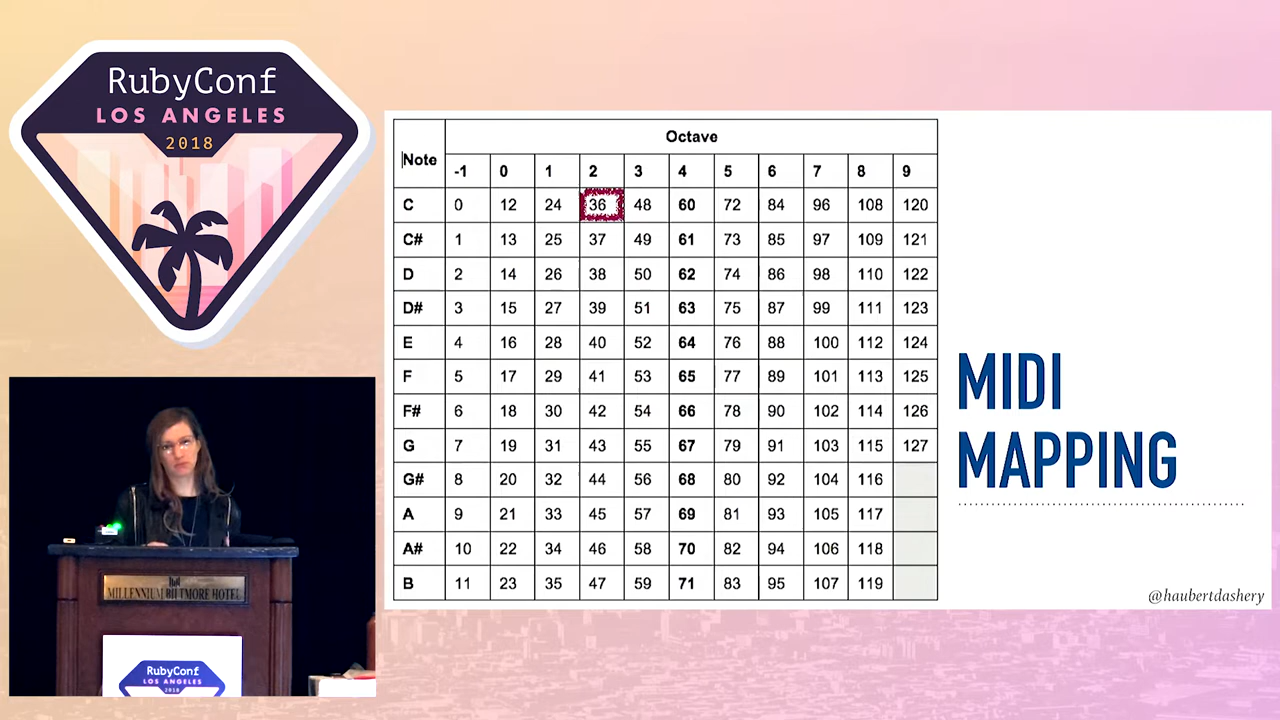 RubyConf
LOS ANGELES
2018
Octave
Note
-1 0 1 2 3 4 5 6 7 8 9
C 0 12 24 36 48 60 72 84 96 108 120
C# 1 13 25 37 49 61 73 85 97 109 121
D 2 14 26 38 50 62 74 86 98 110 122
D# 3 15 27 39 51 63 75 87 99 111 123
E 4 16 28 40 52 64 76 88 100 112 124
F 5 17 29 41 53 65 77 89 101 113 125
F# 6 18 30 42 54 66 78 90 102 114 126
G 7 19 31 43 55 67 79 91 103 115 127
G# 8 20 32 44 56 68 80 92 104 116
A 9 21 33 45 57 69 81 93 105 117
A# 10 22 34 46 58 70 82 94 106 118
B 11 23 35 47 59 71 83 95 107 119
MIDI
MAPPING
@haubertdashery
MILLENNIUM BILTMORE HOTEL
RubyConf
LOS ANGELES
2018